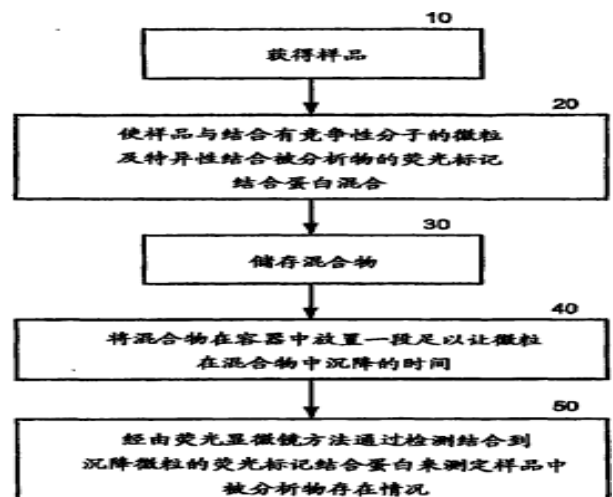 10
获得样品
20
使样品与结合有竞争性分子的微粒
及特异性结合被分析物的荧光标记
结合蛋白混合
30
储存混合物
40
将混合物在容器中放置一段足以让微粒
在混合物中沉降的时间
50
经由荧光显微镜方法通过检测结合到
沉降微粒的荧光标记结合蛋白来测定样品中
被分析物存在情况